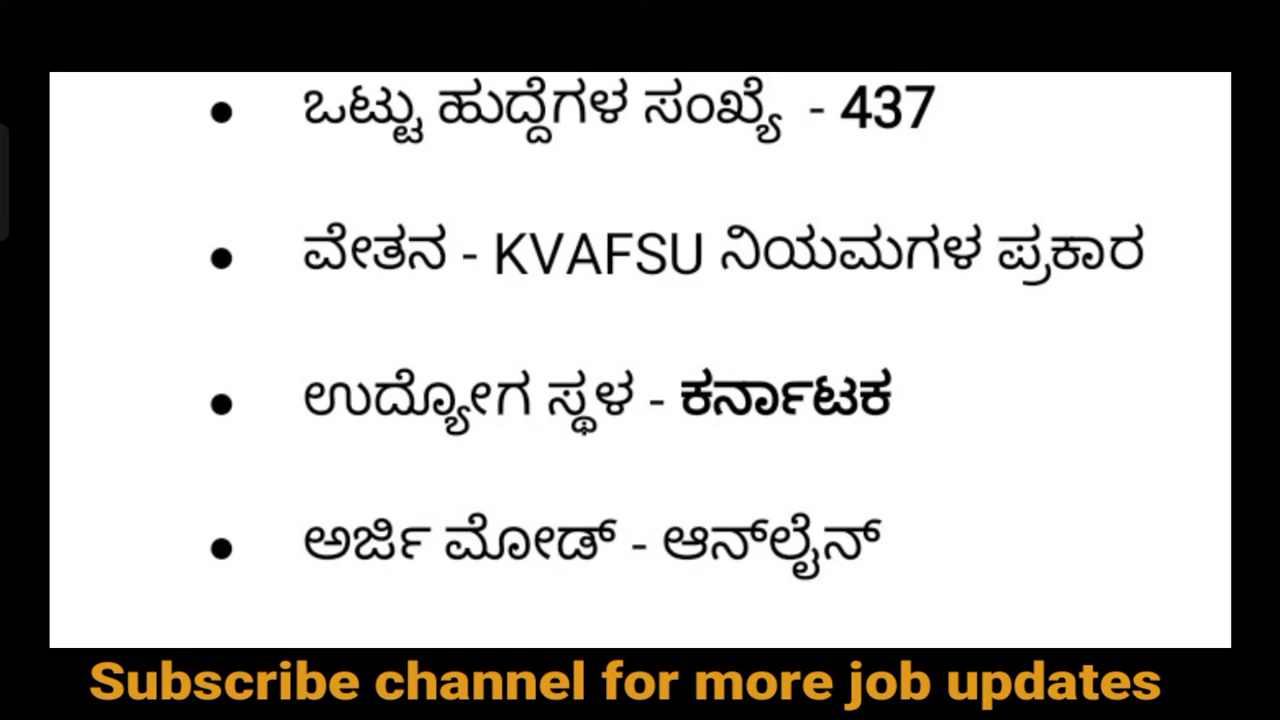 • ಒಟ್ಟು ಹುದ್ದೆಗಳ ಸಂಖ್ಯೆ - 437
• ವೇತನ - KVAFSU ನಿಯಮಗಳ ಪ್ರಕಾರ
• ಉದ್ಯೋಗ ಸ್ಥಳ - ಕರ್ನಾಟಕ
• ಅರ್ಜಿ ಮೋಡ್ - ಆನ್‌ಲೈನ್
Subscribe channel for more job updates